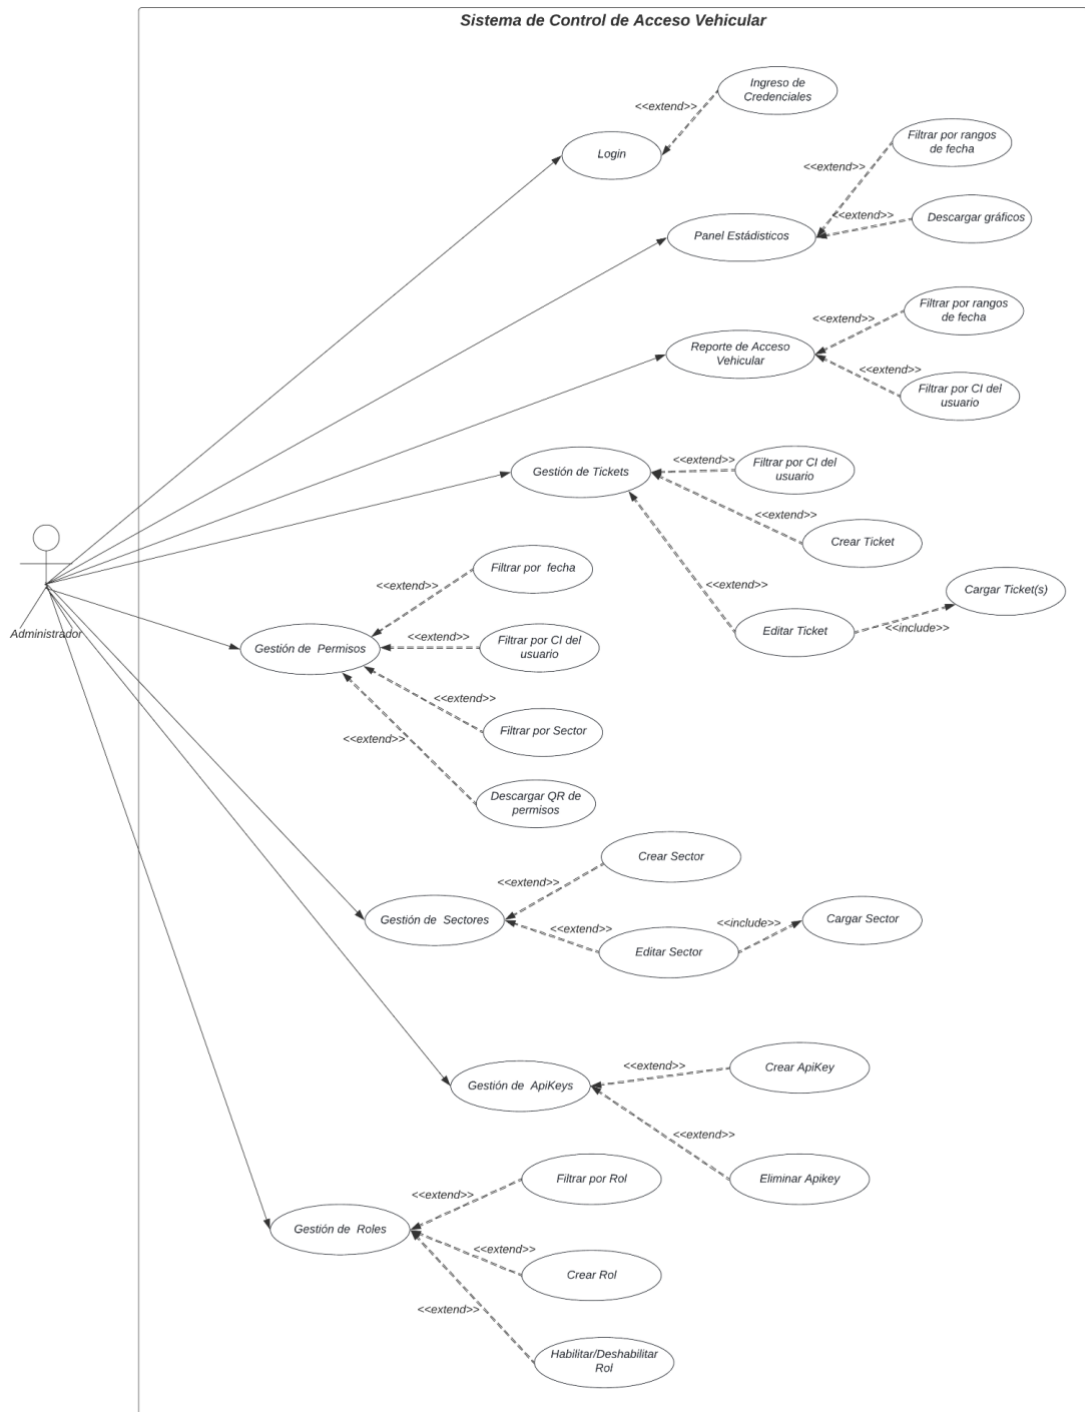 Sistema de Control de Acceso Vehicular
Ingreso de
Credenciales
<<extend>>
Login
Filtrar por rangos
de fecha
<<extend>>
<<extend>>
Descargar gráficos
Panel Estádisticos
Filtrar por rangos
de fecha
<<extend>>
Reporte de Acceso
Vehicular
<<extend>>
Filtrar por CI del
usuario
Gestión de Tickets
<<extend>>
Filtrar por CI del
usuario
<<extend>>
Crear Ticket
<<extend>>
Editar Ticket
<<include>>
Cargar Ticket(s)
Administrador
Filtrar por fecha
<<extend>>
<<extend>>
Filtrar por CI del
usuario
Gestión de Permisos
<<extend>>
Filtrar por Sector
<<extend>>
Descargar QR de
permisos
Crear Sector
<<extend>>
Gestión de Sectores
<<extend>>
Editar Sector
<<include>>
Cargar Sector
Gestión de ApiKeys
<<extend>>
Crear ApiKey
<<extend>>
Eliminar Apikey
Filtrar por Rol
<<extend>>
Gestión de Roles
<<extend>>
Crear Rol
<<extend>>
Habilitar/Deshabilitar
Rol